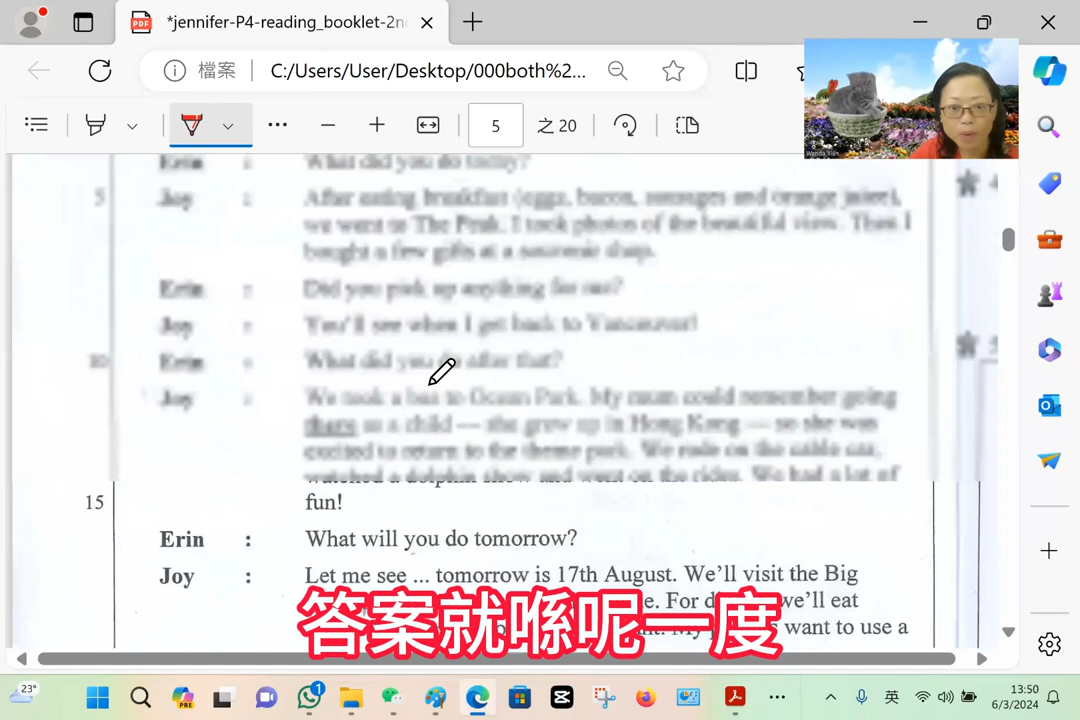 *jennifer-P4-reading_booklet-2n
檔案
C:/Users/User/Desktop/000both%2...
5
之 20
Erin : What did you do today?
5 Joy : After eating breakfast (eggs, bacon, sausages and orange juice),
we went to The Peak. I took photos of the beautiful view. Then I
bought a few gifts at a souvenir shop.
Erin : Did you pick up anything for me?
Joy : You'll see when I get back to Vancouver!
10 Erin : What did you do after that?
Joy : We took a bus to Ocean Park. My mum could remember going
there as a child — she grew up in Hong Kong — so she was
excited to return to the theme park. We rode on the cable car,
watched a dolphin show and went on the rides. We had a lot of
15 fun!
Erin : What will you do tomorrow?
Joy : Let me see ... tomorrow is 17th August. We'll visit the Big
e. For we'll eat
My want to use a
答案就喺呢一度
23°
PRE
1
英
13:50
6/3/2024